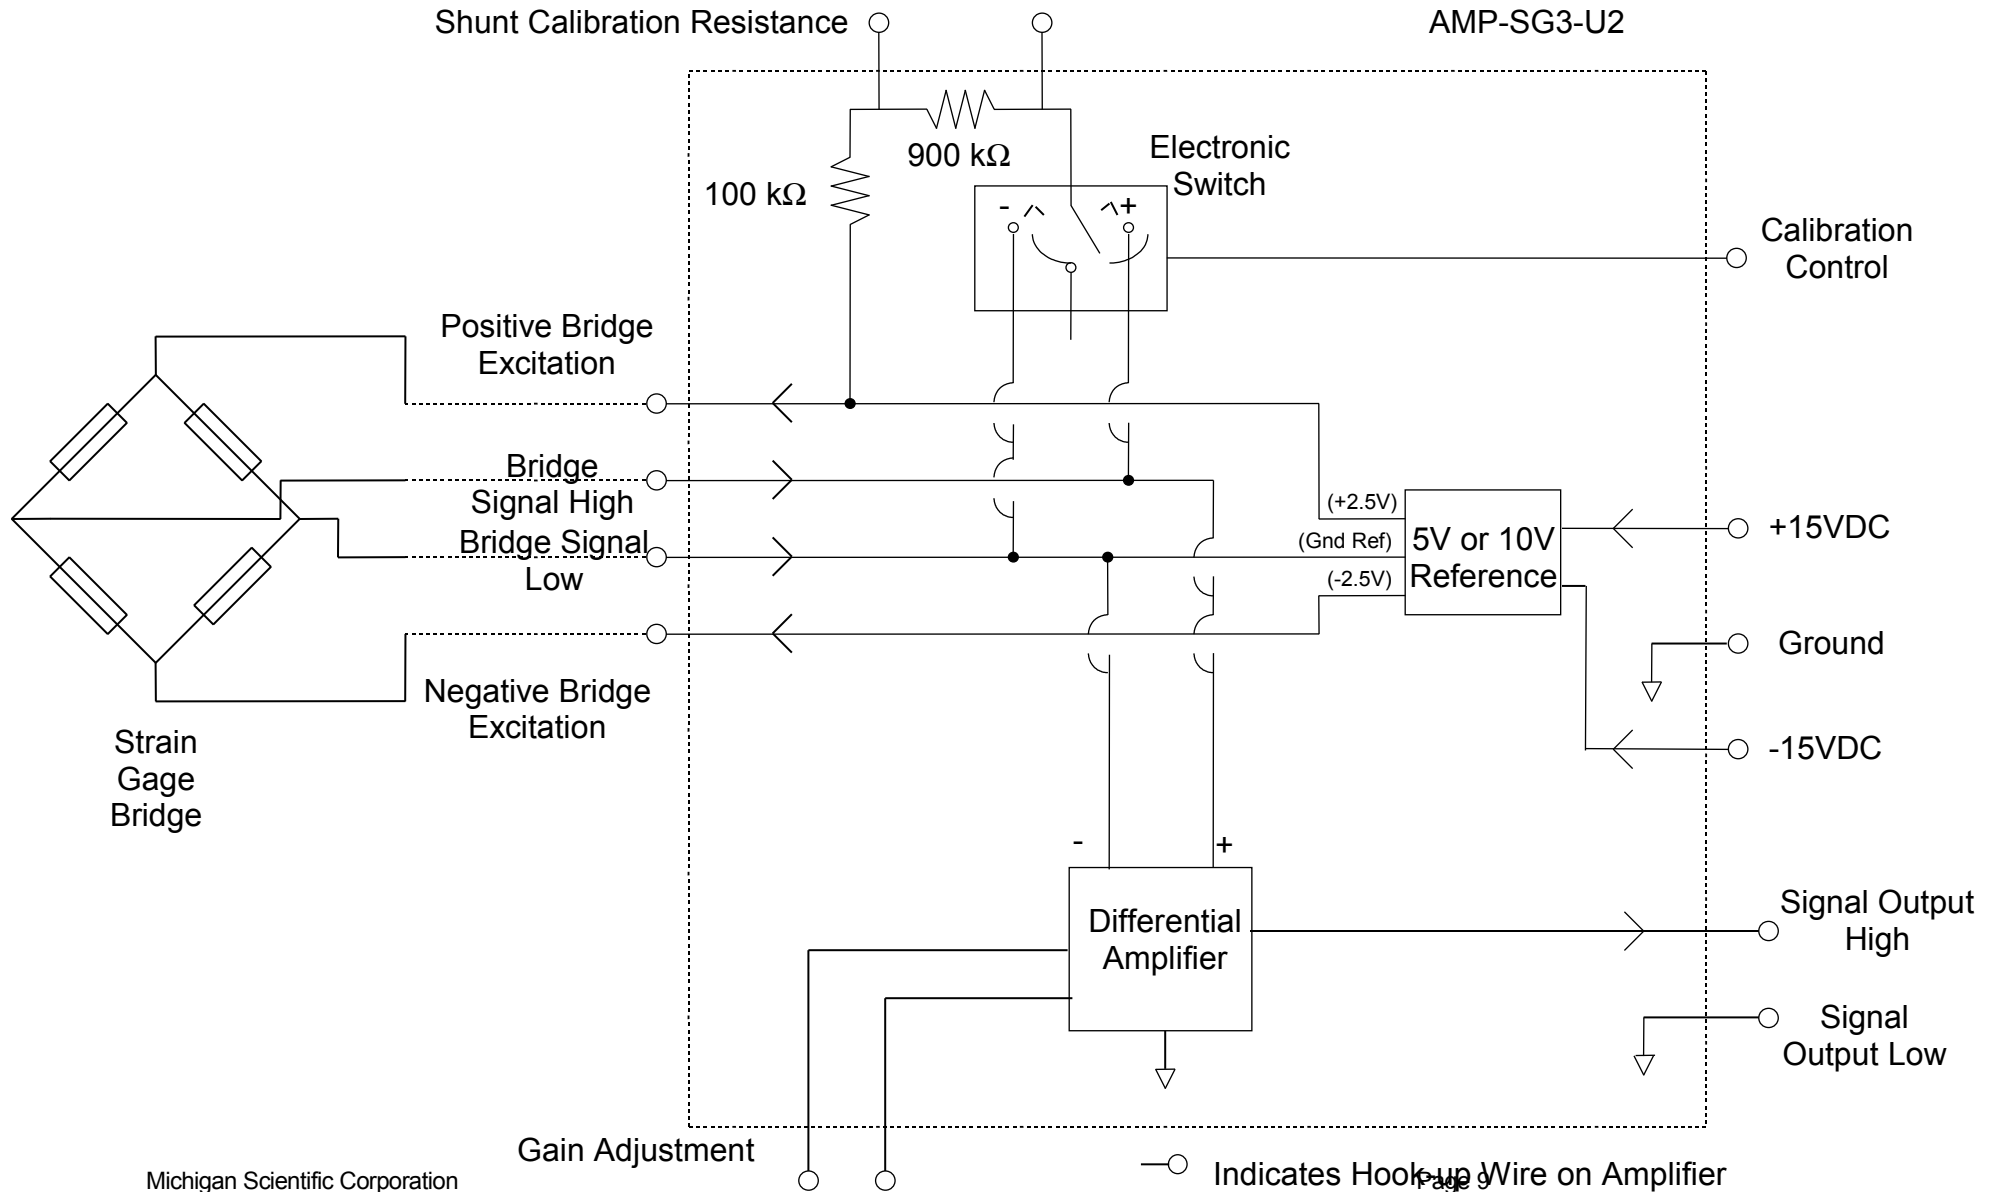 Shunt Calibration Resistance
AMP-SG3-U2
900 kΩ
100 kΩ
Electronic
Switch
- +
Calibration
Control
Positive Bridge
Excitation
Bridge
Signal High
Bridge Signal
Low
Negative Bridge
Excitation
Strain
Gage
Bridge
(+2.5V)
(Gnd Ref)
(-2.5V)
5V or 10V
Reference
+15VDC
Ground
-15VDC
- +
Differential
Amplifier
Signal Output
High
Signal
Output Low
Gain Adjustment
Indicates Hook-up Wire on Amplifier
Michigan Scientific Corporation
Page 9